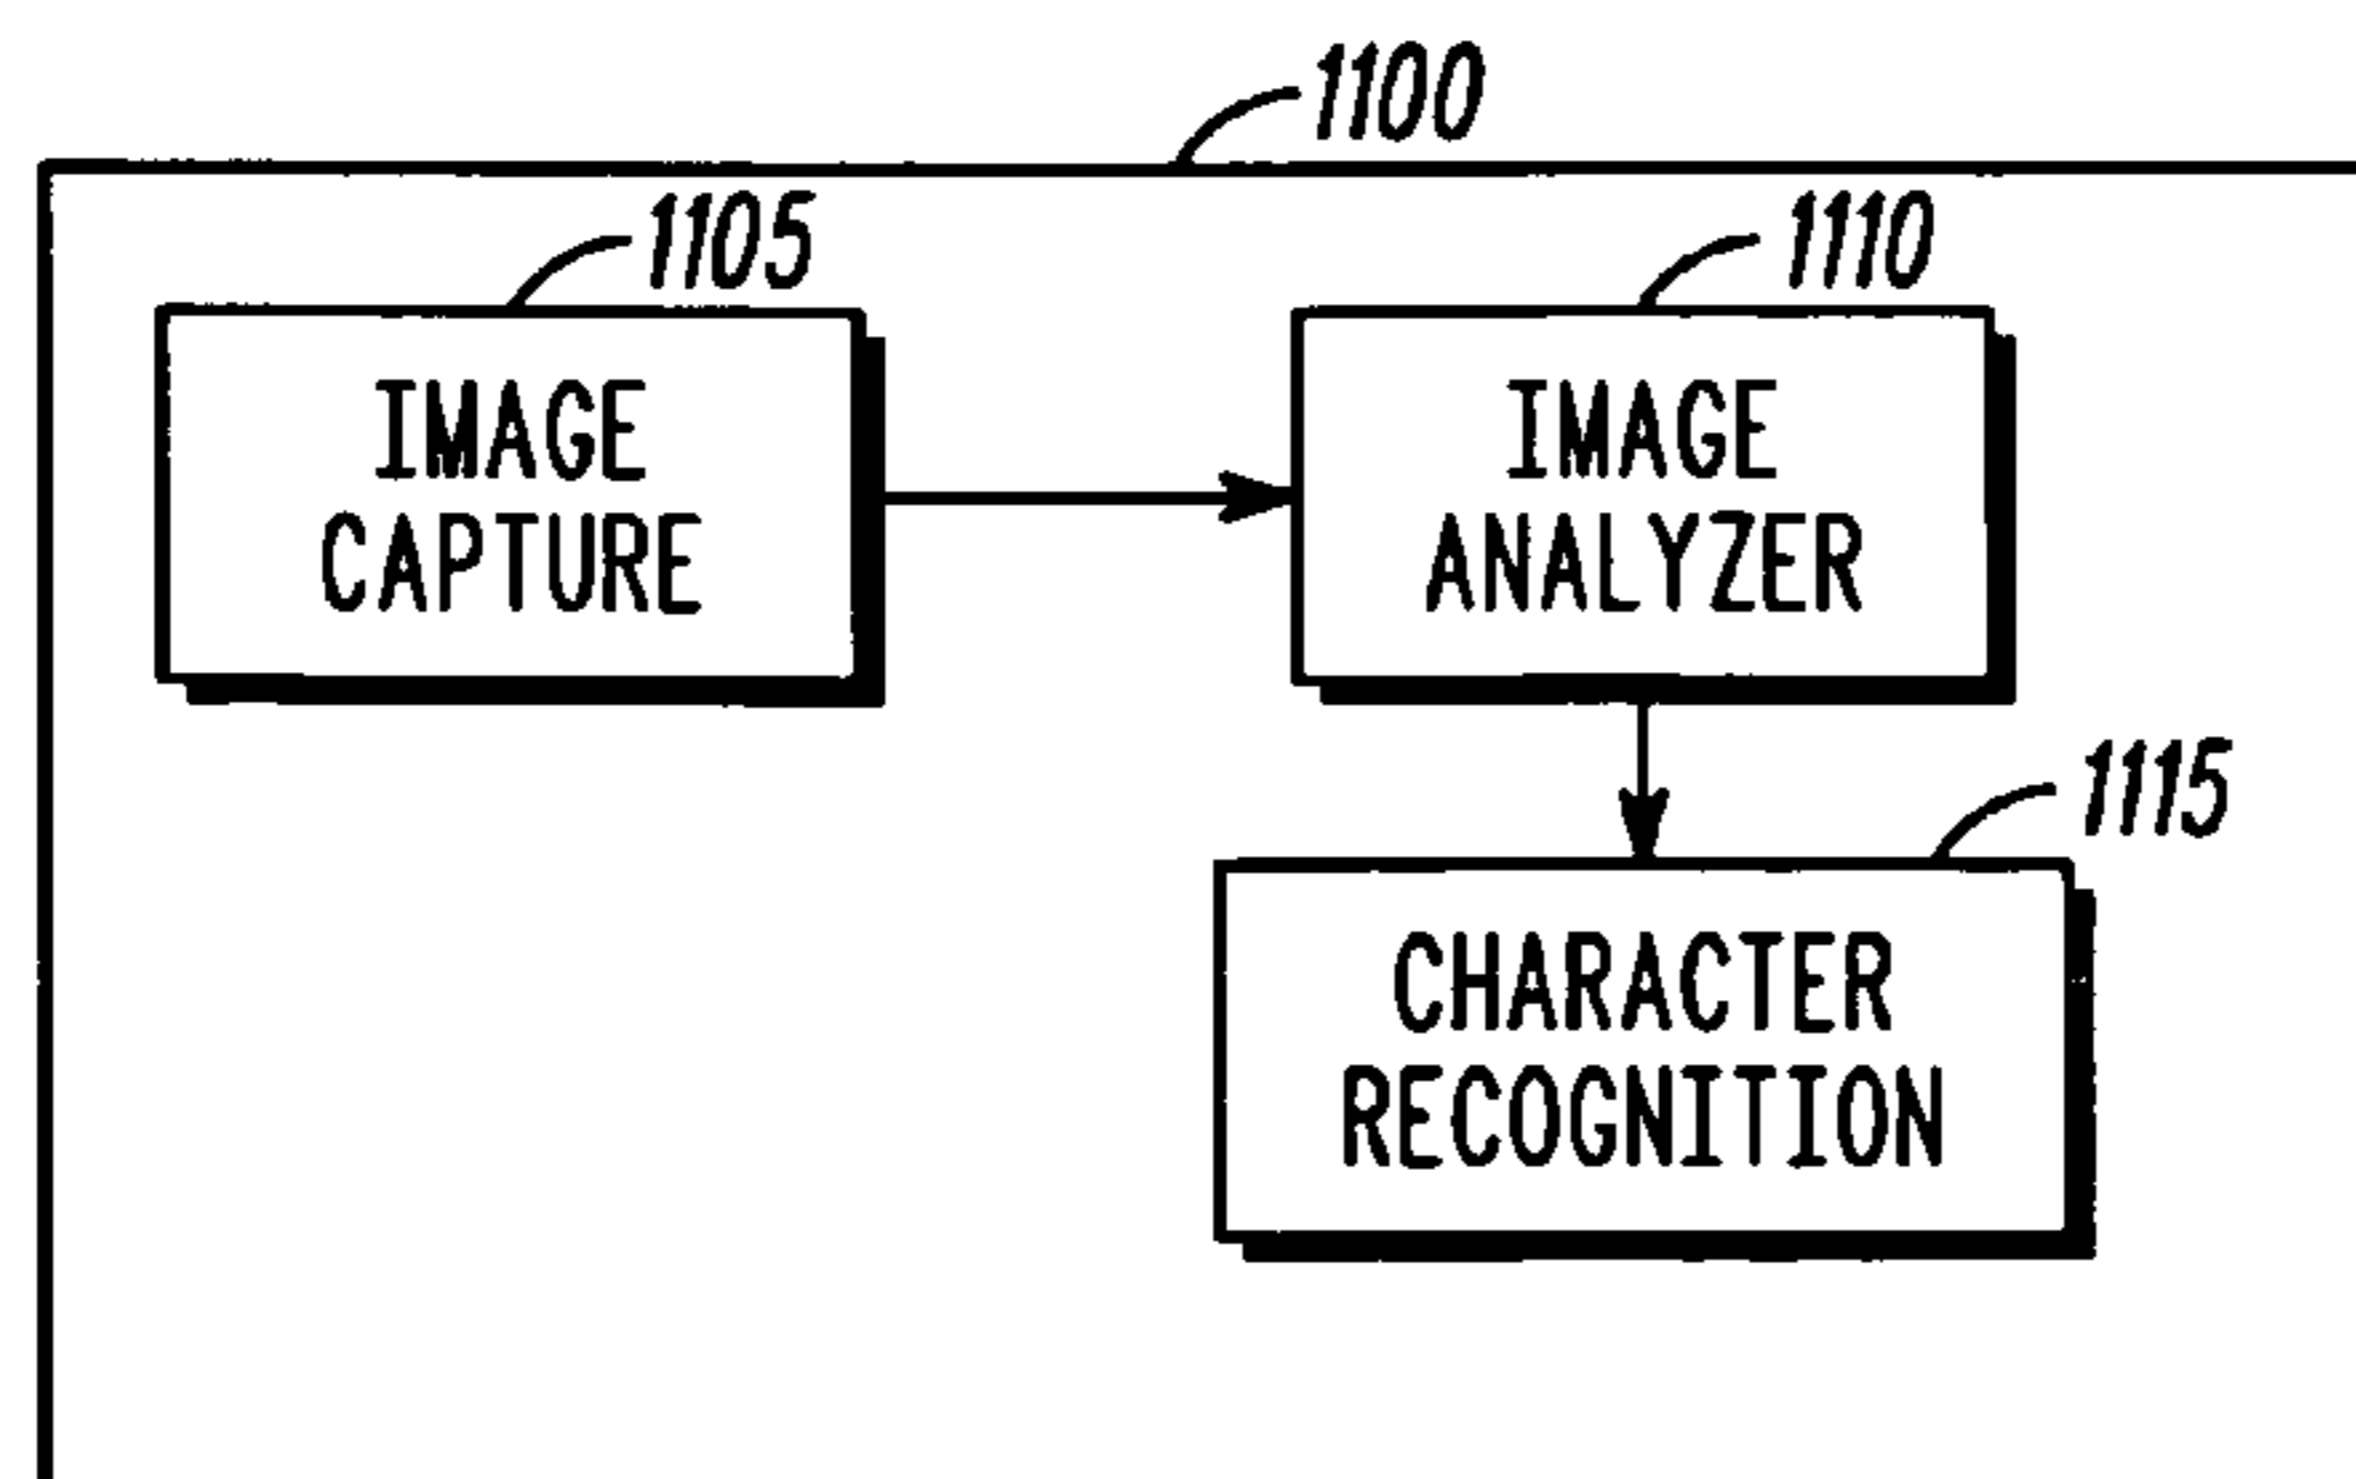 1100
1105
1110
IMAGE
CAPTURE
IMAGE
ANALYZER
1115
CHARACTER
RECOGNITION